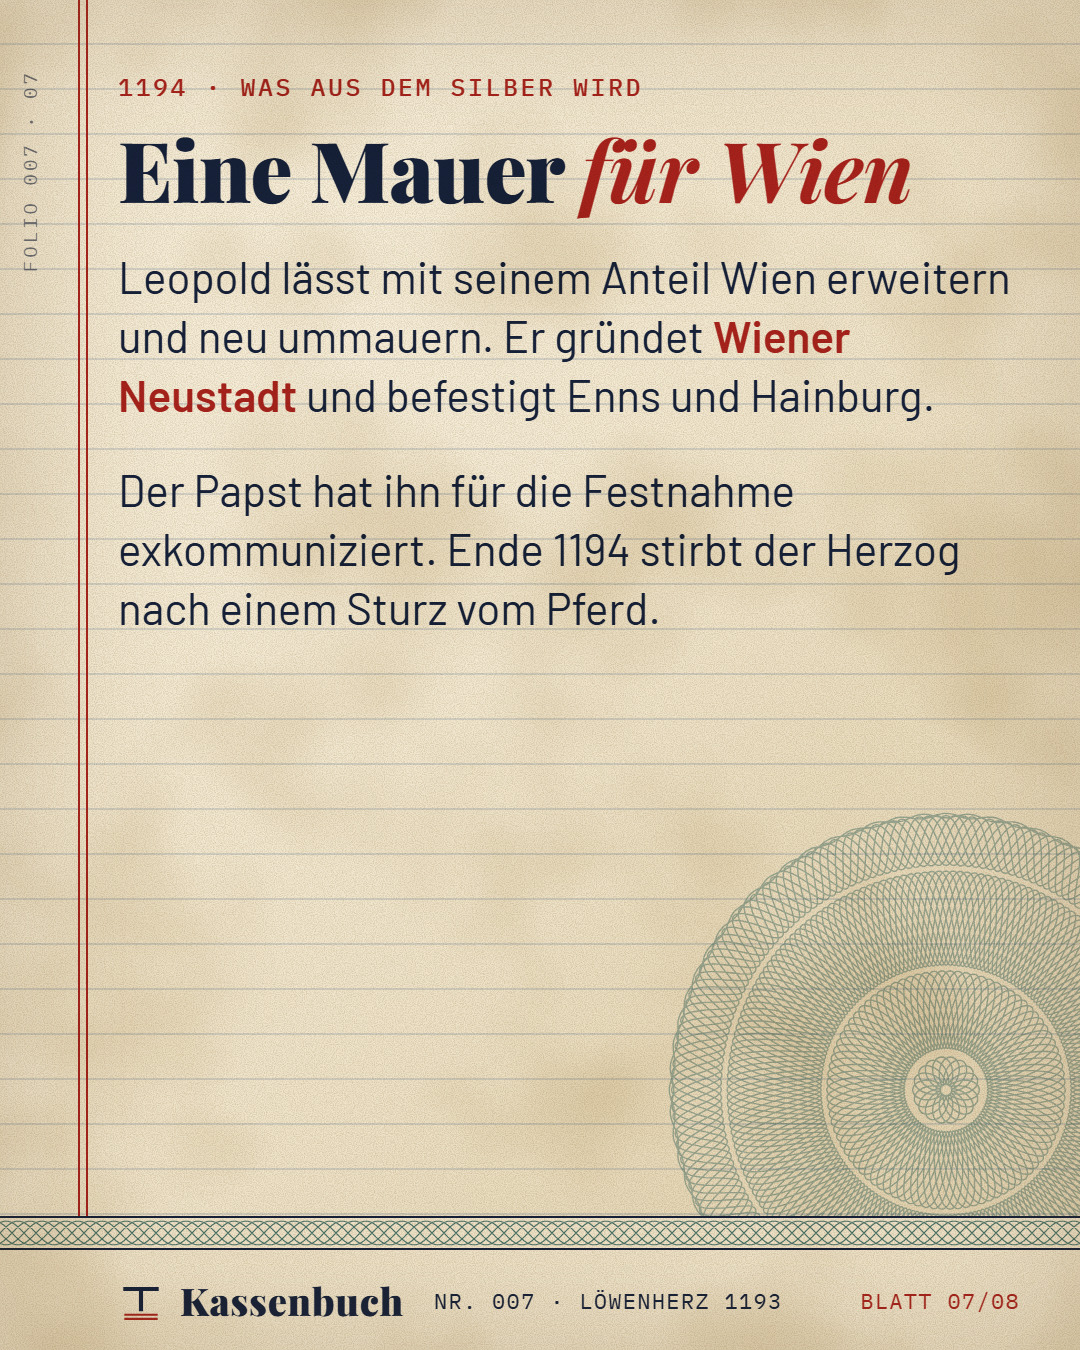 FOLIO 007 · 07
1194 · WAS AUS DEM SILBER WIRD
Eine Mauer für Wien
Leopold lässt mit seinem Anteil Wien erweitern
und neu ummauern. Er gründet Wiener
Neustadt und befestigt Enns und Hainburg.
Der Papst hat ihn für die Festnahme
exkommuniziert. Ende 1194 stirbt der Herzog
nach einem Sturz vom Pferd.
Kassenbuch NR. 007 · LÖWENHERZ 1193 BLATT 07/08